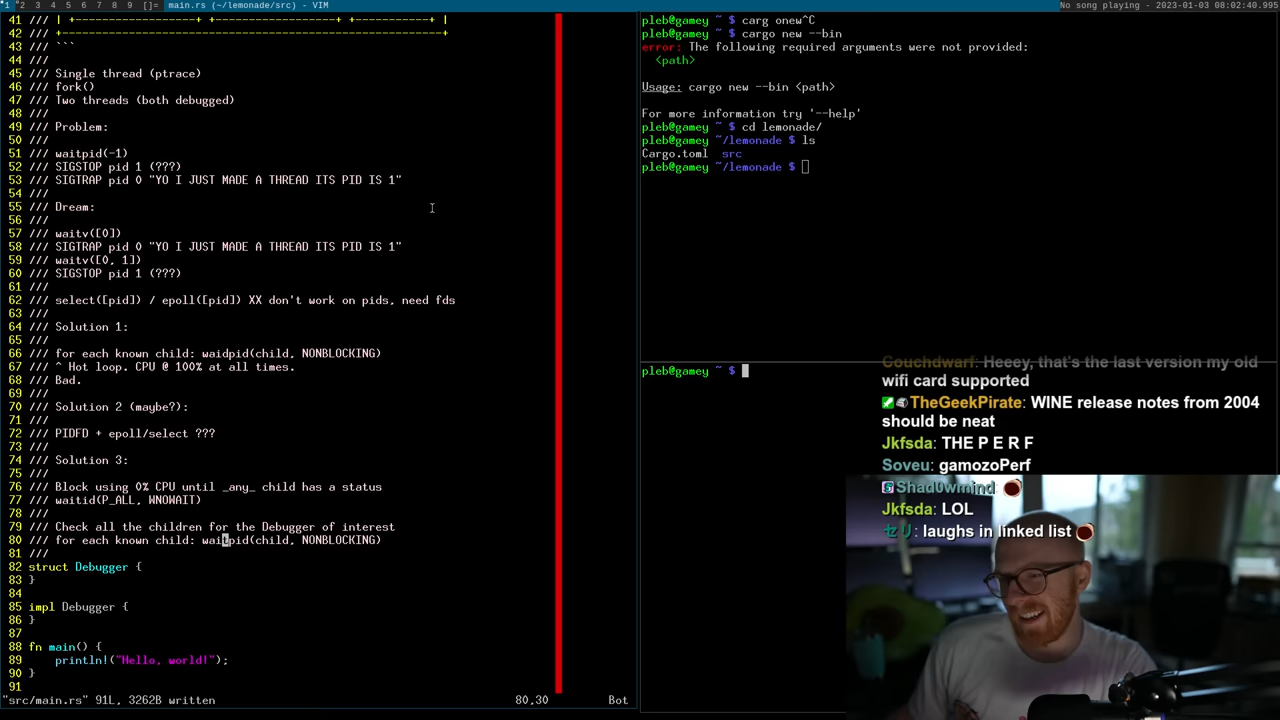 1 2 3 4 5 6 7 8 9 []= main.rs (~/lemonade/src) - VIM No song playing - 2023-01-03 08:02:40.995
41 /// | +------------------+ +------------------+ +-----------+ |
42 /// +---------------------------------------------------------+
43 /// ```
44 ///
45 /// Single thread (ptrace)
46 /// fork()
47 /// Two threads (both debugged)
48 ///
49 /// Problem:
50 ///
51 /// waitpid(-1)
52 /// SIGSTOP pid 1 (???)
53 /// SIGTRAP pid 0 "YO I JUST MADE A THREAD ITS PID IS 1"
54 ///
55 /// Dream:
56 ///
57 /// waitv([0])
58 /// SIGTRAP pid 0 "YO I JUST MADE A THREAD ITS PID IS 1"
59 /// waitv([0, 1])
60 /// SIGSTOP pid 1 (???)
61 ///
62 /// select([pid]) / epoll([pid]) XX don't work on pids, need fds
63 ///
64 /// Solution 1:
65 ///
66 /// for each known child: waidpid(child, NONBLOCKING)
67 /// ^ Hot loop. CPU @ 100% at all times.
68 /// Bad.
69 ///
70 /// Solution 2 (maybe?):
71 ///
72 /// PIDFD + epoll/select ???
73 ///
74 /// Solution 3:
75 ///
76 /// Block using 0% CPU until _any_ child has a status
77 /// waitid(P_ALL, WNOWAIT)
78 ///
79 /// Check all the children for the Debugger of interest
80 /// for each known child: waitpid(child, NONBLOCKING)
81 ///
82 struct Debugger {
83 }
84
85 impl Debugger {
86 }
87
88 fn main() {
89     println!("Hello, world!");
90 }
91
"src/main.rs" 91L, 3262B written 80,30 Bot
pleb@gamey ~ $ carg onew^C
pleb@gamey ~ $ cargo new --bin
error: The following required arguments were not provided:
  <path>
Usage: cargo new --bin <path>
For more information try '--help'
pleb@gamey ~ $ cd lemonade/
pleb@gamey ~/lemonade $ ls
Cargo.toml  src
pleb@gamey ~/lemonade $
pleb@gamey ~ $
Couchdwarf: Heeey, that's the last version my old
wifi card supported
TheGeekPirate: WINE release notes from 2004
should be neat
Jkfsda: THE P E R F
Soveu: gamozoPerf
Shad0wmind:
Jkfsda: LOL
セリ: laughs in linked list